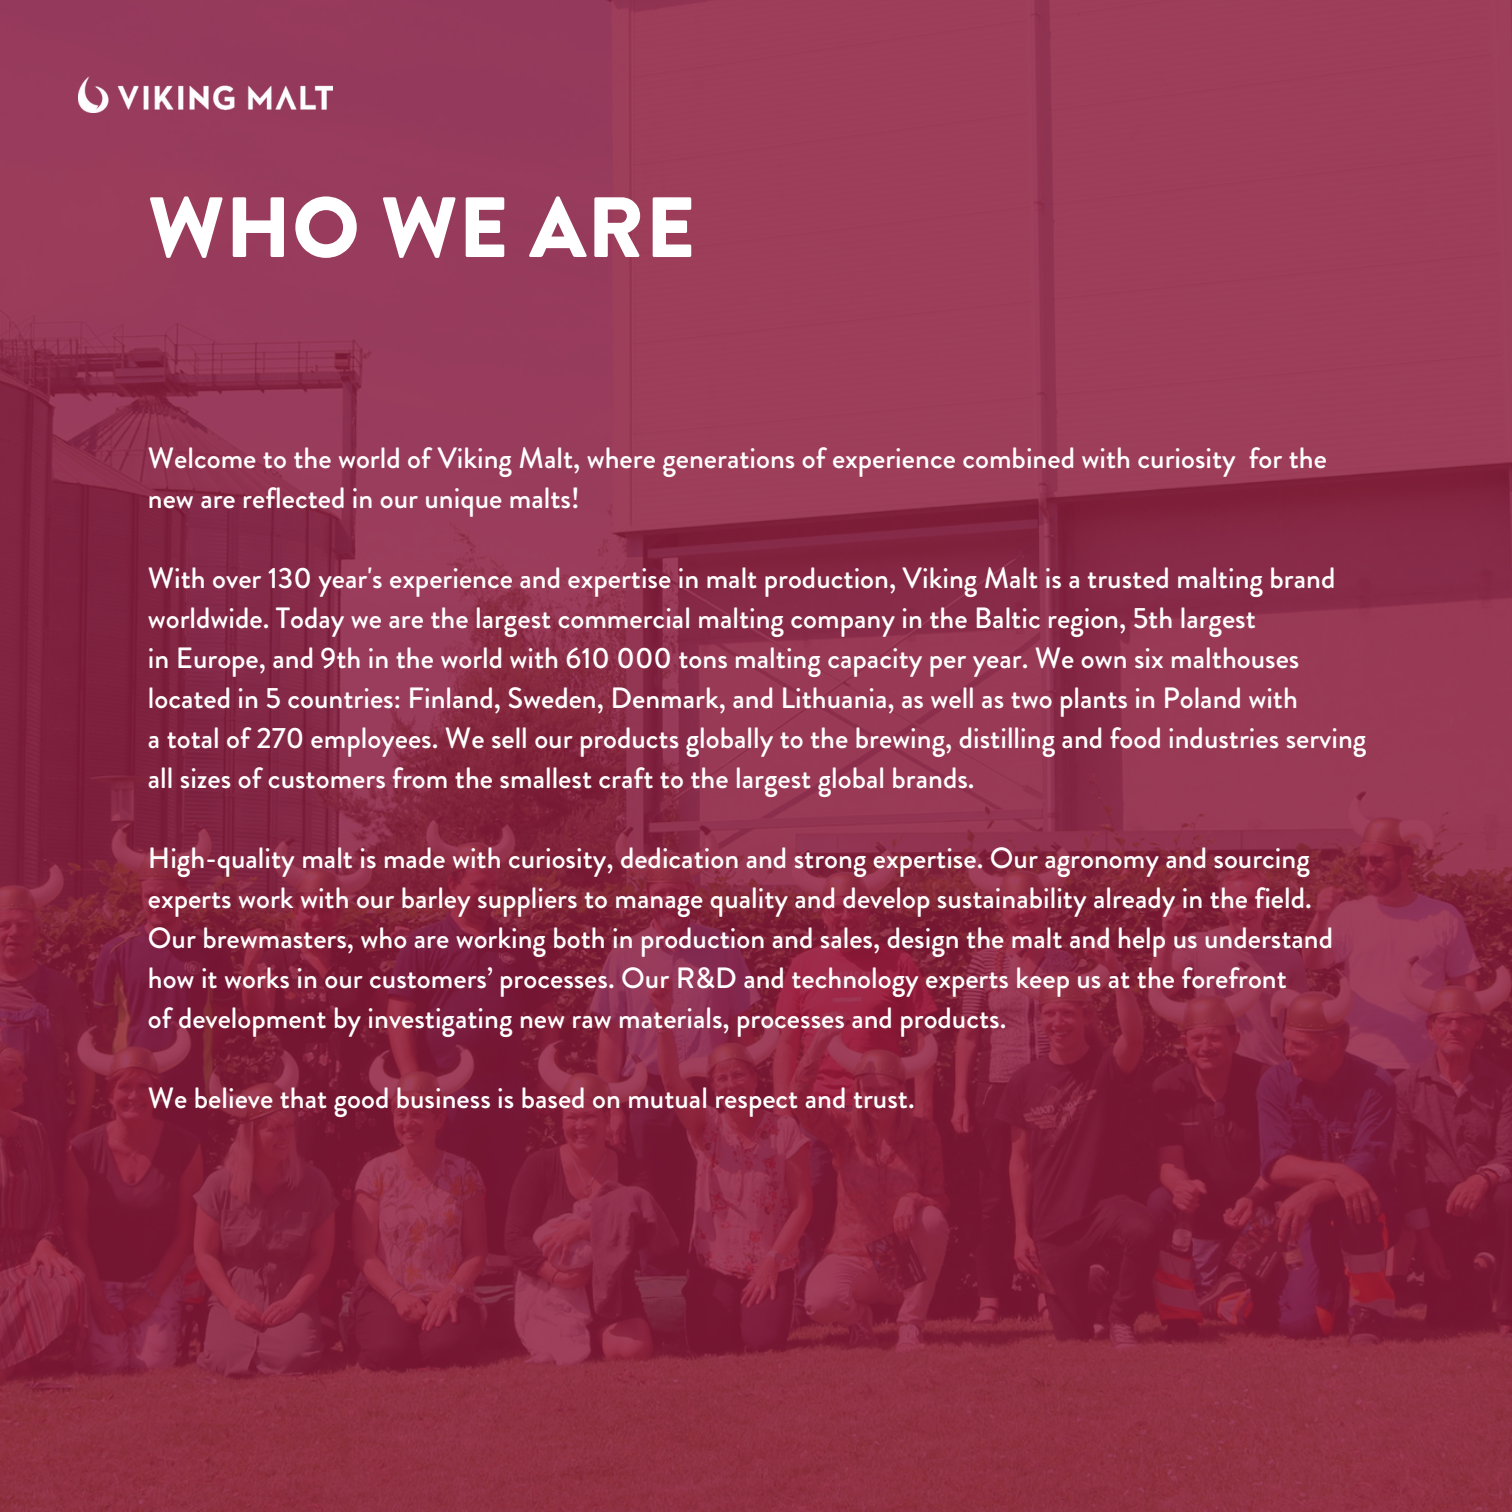 VIKING MALT
WHO WE ARE
Welcome to the world of Viking Malt, where generations of experience combined with curiosity  for the
new are reflected in our unique malts!
With over 130 year's experience and expertise in malt production, Viking Malt is a trusted malting brand
worldwide. Today we are the largest commercial malting company in the Baltic region, 5th largest
in Europe, and 9th in the world with 610 000 tons malting capacity per year. We own six malthouses
located in 5 countries: Finland, Sweden, Denmark, and Lithuania, as well as two plants in Poland with
a total of 270 employees. We sell our products globally to the brewing, distilling and food industries serving
all sizes of customers from the smallest craft to the largest global brands.
High-quality malt is made with curiosity, dedication and strong expertise. Our agronomy and sourcing
experts work with our barley suppliers to manage quality and develop sustainability already in the field.
Our brewmasters, who are working both in production and sales, design the malt and help us understand
how it works in our customers’ processes. Our R&D and technology experts keep us at the forefront
of development by investigating new raw materials, processes and products.
We believe that good business is based on mutual respect and trust.